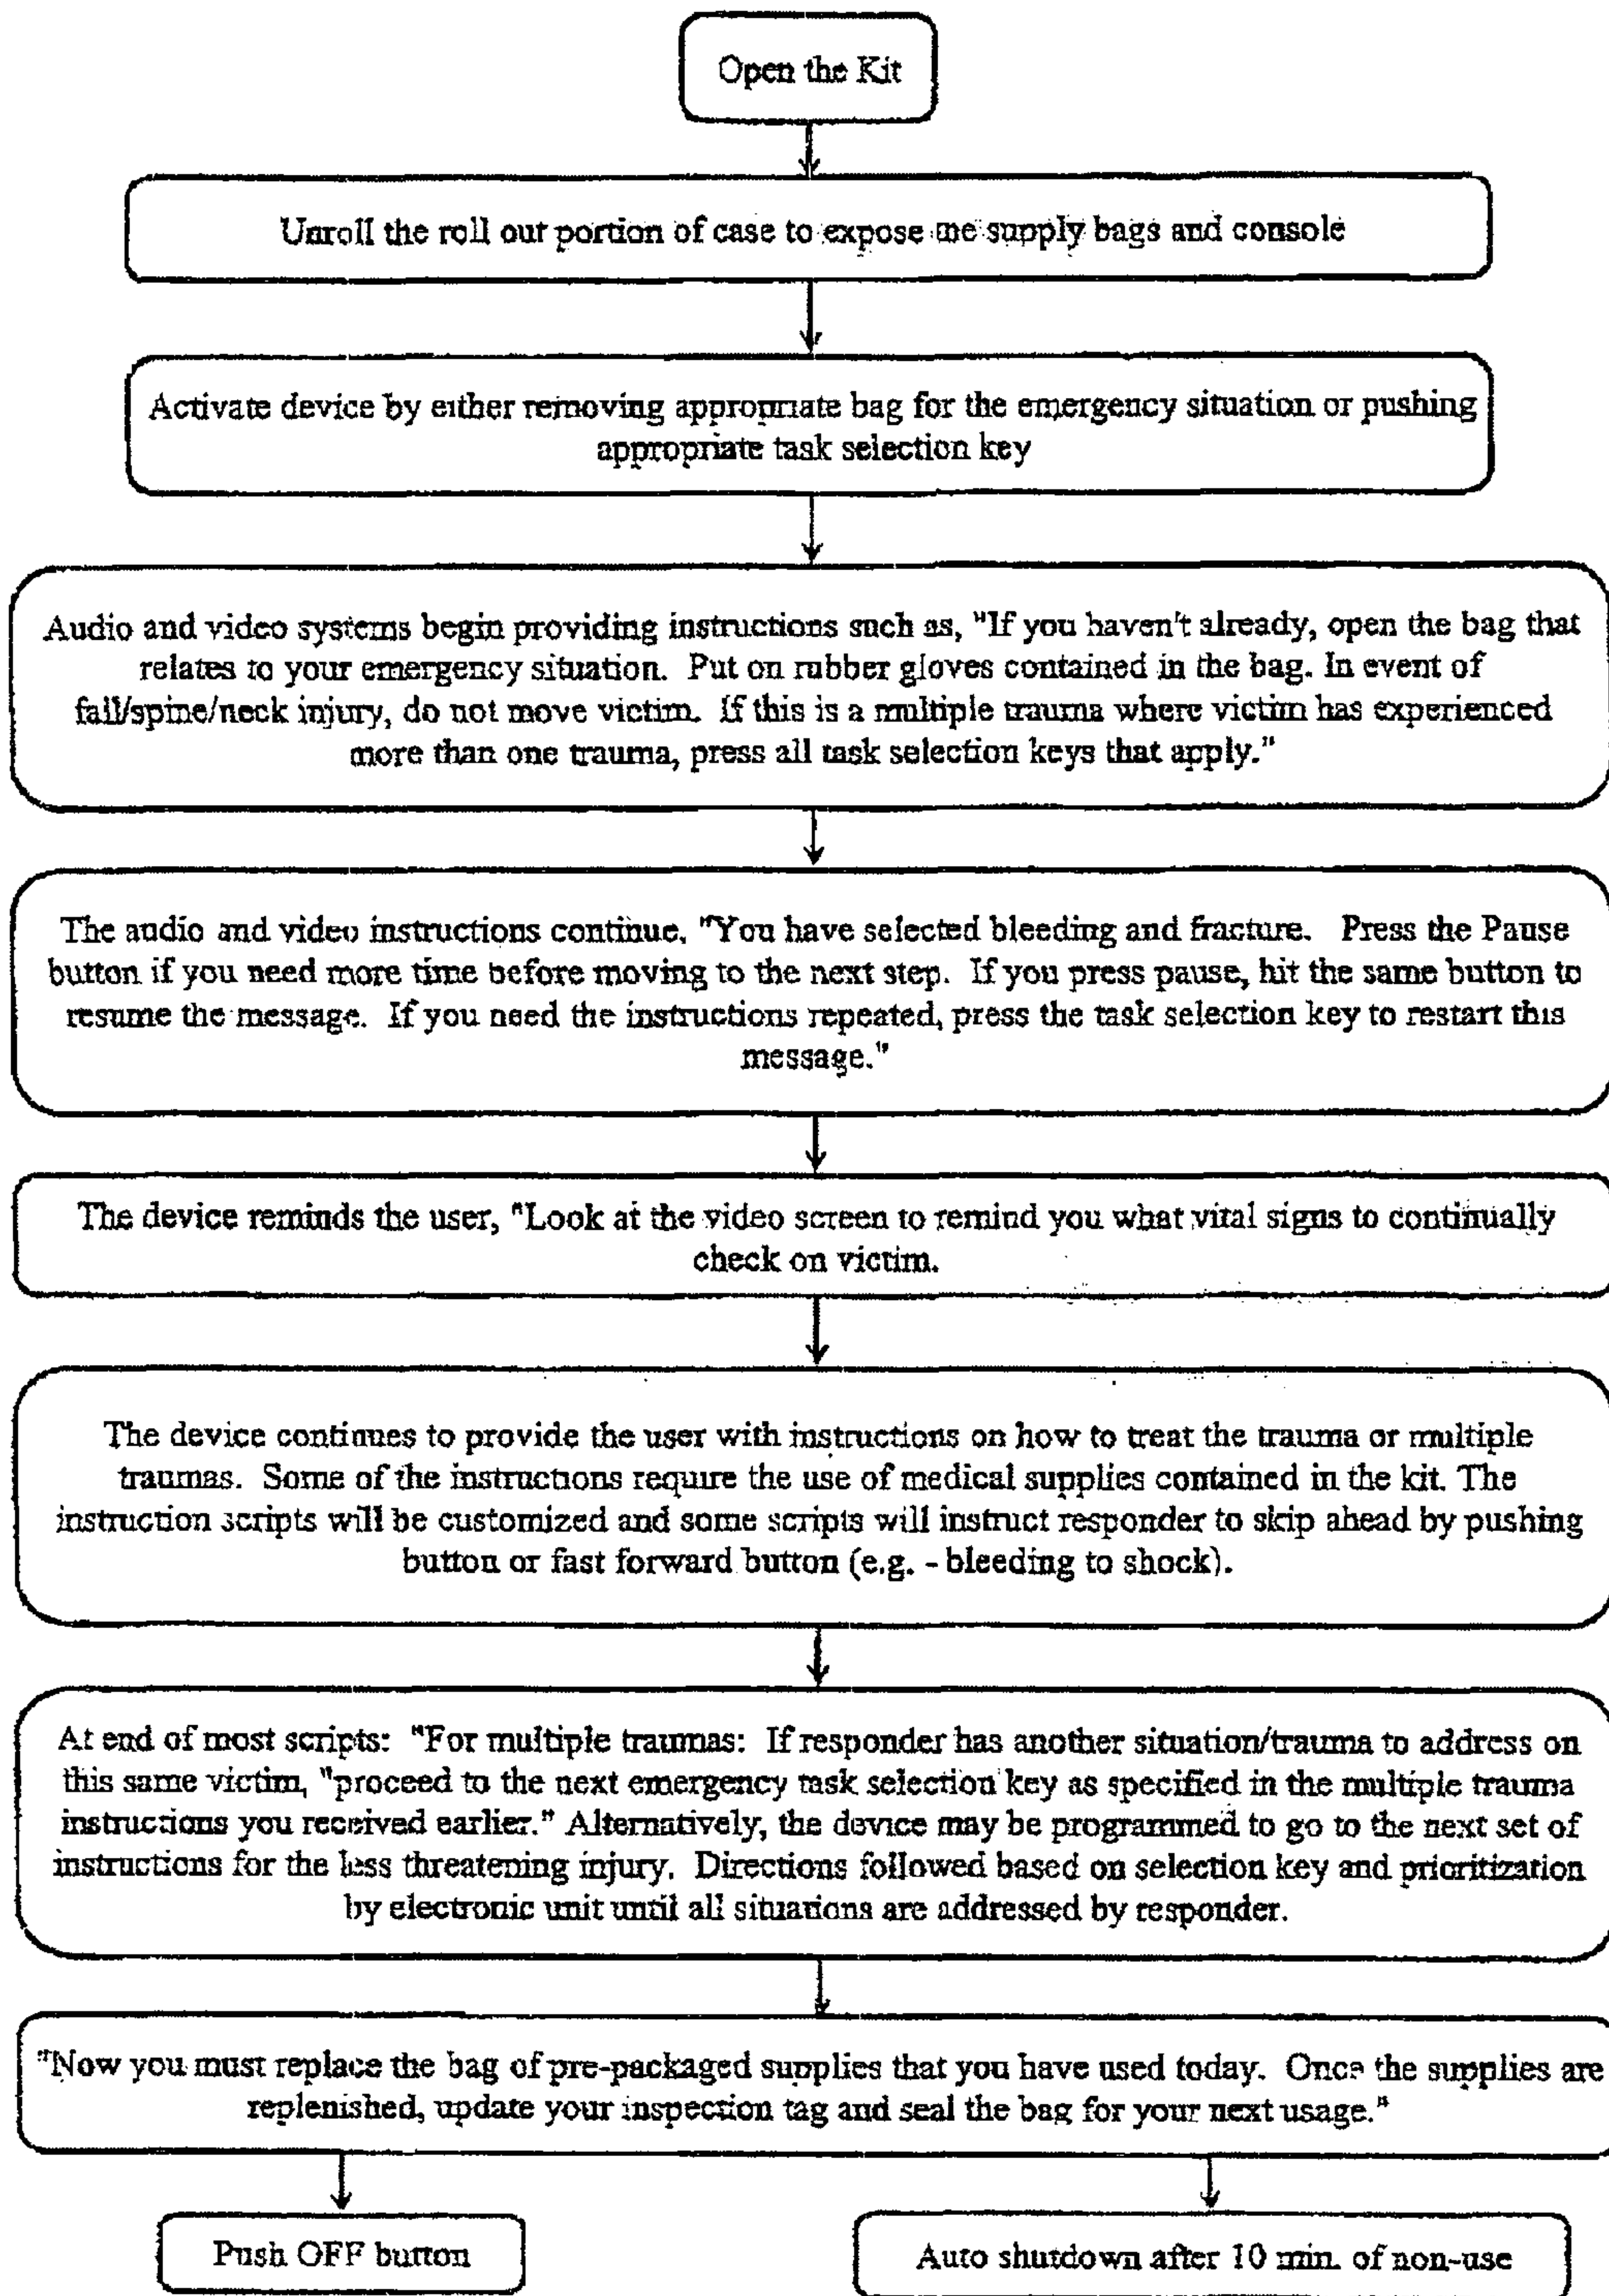 Open the Kit
Unroll the roll out portion of case to expose me supply bags and console
Activate device by either removing appropriate bag for the emergency situation or pushing
appropriate task selection key
Audio and video systems begin providing instructions such as, "If you haven't already, open the bag that
relates to your emergency situation. Put on rubber gloves contained in the bag. In event of
fall/spine/neck injury, do not move victim. If this is a multiple trauma where victim has experienced
more than one trauma, press all task selection keys that apply."
The audio and video instructions continue, "You have selected bleeding and fracture. Press the Pause
button if you need more time before moving to the next step. If you press pause, hit the same button to
resume the message. If you need the instructions repeated, press the task selection key to restart this
message."
The device reminds the user, "Look at the video screen to remind you what vital signs to continually
check on victim.
The device continues to provide the user with instructions on how to treat the trauma or multiple
traumas. Some of the instructions require the use of medical supplies contained in the kit. The
instruction scripts will be customized and some scripts will instruct responder to skip ahead by pushing
button or fast forward button (e.g. - bleeding to shock).
At end of most scripts: "For multiple traumas: If responder has another situation/trauma to address on
this same victim, "proceed to the next emergency task selection key as specified in the multiple trauma
instructions you received earlier." Alternatively, the device may be programmed to go to the next set of
instructions for the less threatening injury. Directions followed based on selection key and prioritization
by electronic unit until all situations are addressed by responder.
"Now you must replace the bag of pre-packaged supplies that you have used today. Once the supplies are
replenished, update your inspection tag and seal the bag for your next usage."
Push OFF button
Auto shutdown after 10 min. of non-use